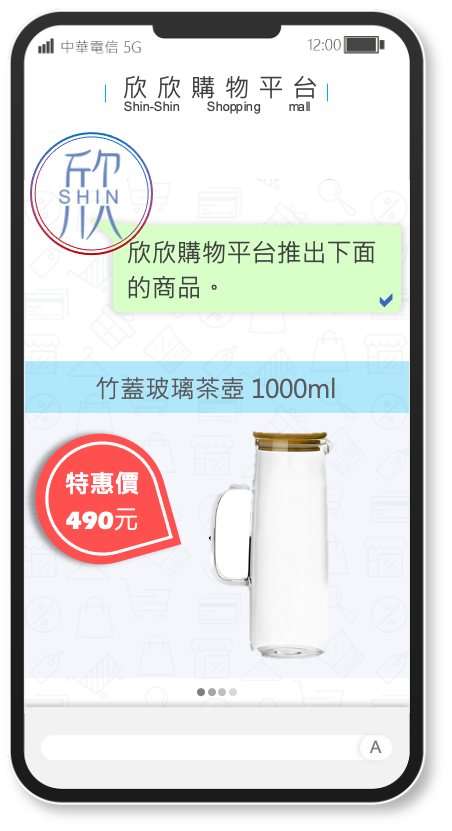 中華電信 5G 12:00
欣欣購物平台
Shin-Shin Shopping mall
欣
SHIN
欣欣購物平台推出下面
的商品。
竹蓋玻璃茶壺 1000ml
特惠價
490元
A